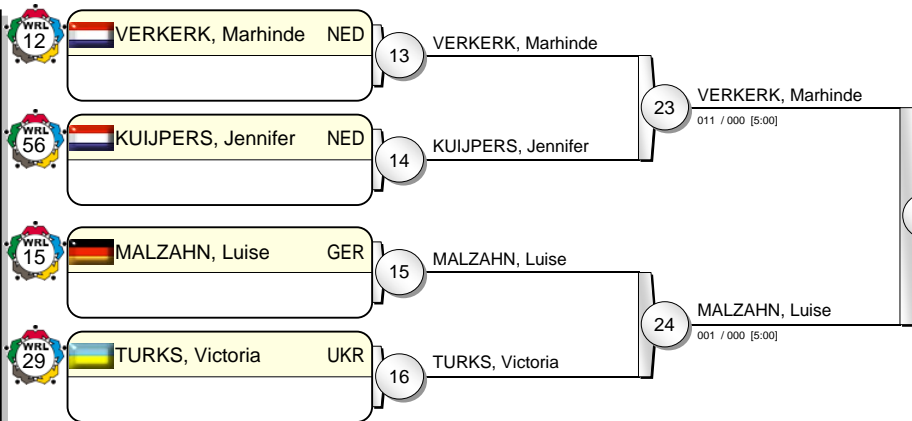 WRL
12
VERKERK, Marhinde NED
13
VERKERK, Marhinde
23
VERKERK, Marhinde
011 / 000 [5:00]
WRL
56
KUIJPERS, Jennifer NED
14
KUIJPERS, Jennifer
WRL
15
MALZAHN, Luise GER
15
MALZAHN, Luise
24
MALZAHN, Luise
001 / 000 [5:00]
WRL
29
TURKS, Victoria UKR
16
TURKS, Victoria